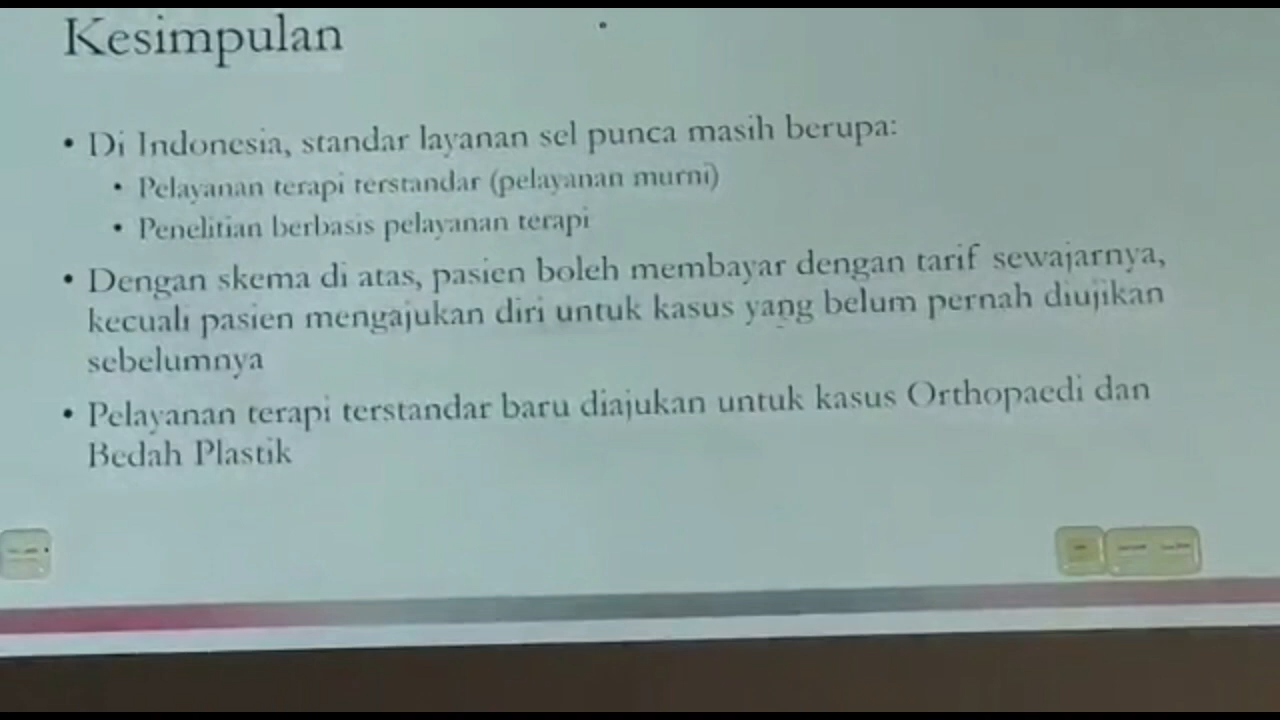 Kesimpulan
• Di Indonesia, standar layanan sel punca masih berupa:
• Pelayanan terapi terstandar (pelayanan murni)
• Penelitian berbasis pelayanan terapi
• Dengan skema di atas, pasien boleh membayar dengan tarif sewajarnya,
kecuali pasien mengajukan diri untuk kasus yang belum pernah diujikan
sebelumnya
• Pelayanan terapi terstandar baru diajukan untuk kasus Orthopaedi dan
Bedah Plastik